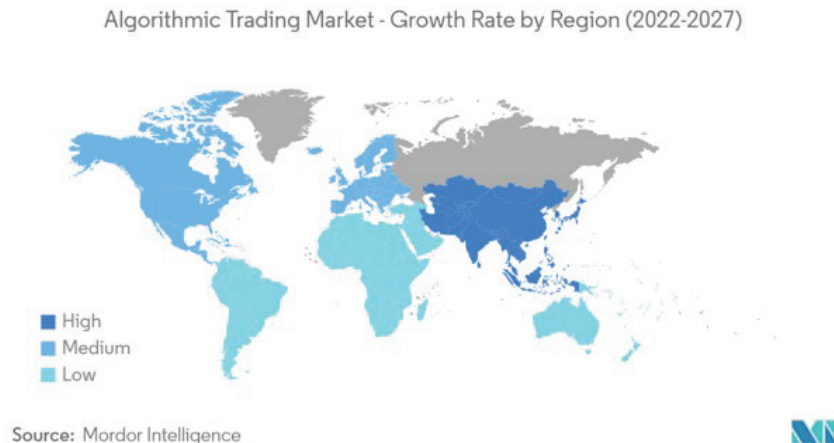 Algorithmic Trading Market - Growth Rate by Region (2022-2027)
High
Medium
Low
Source: Mordor Intelligence